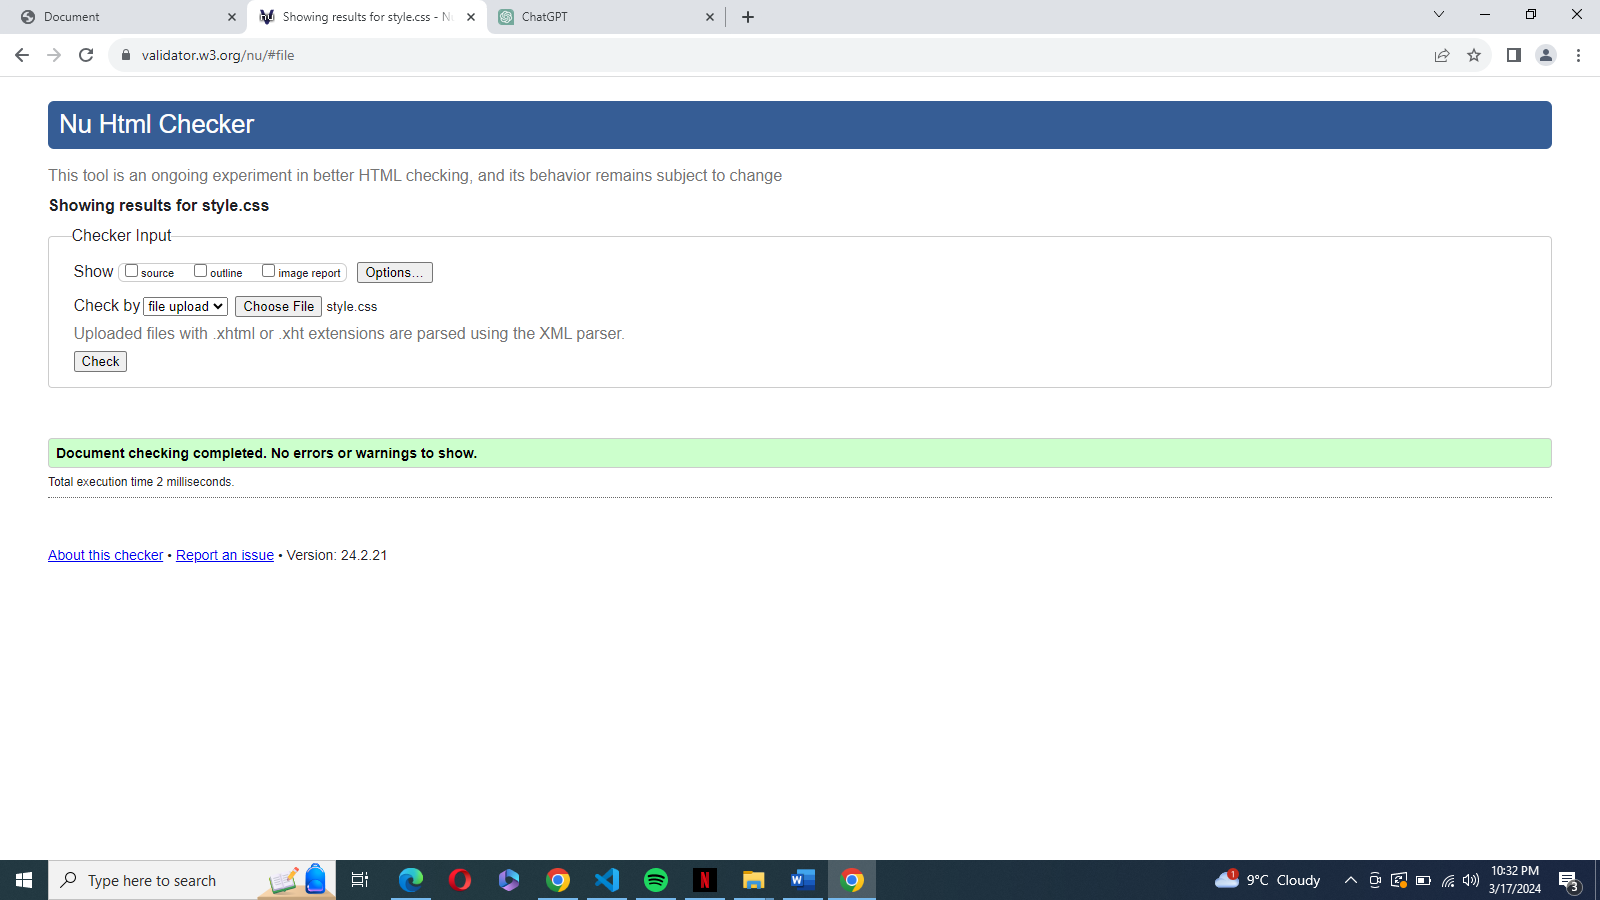 Document
Showing results for style.css - N
ChatGPT
validator.w3.org/nu/#file
Nu Html Checker
This tool is an ongoing experiment in better HTML checking, and its behavior remains subject to change
Showing results for style.css
Checker Input
Show source outline image report Options...
Check by file upload Choose File style.css
Uploaded files with .xhtml or .xht extensions are parsed using the XML parser.
Check
Document checking completed. No errors or warnings to show.
Total execution time 2 milliseconds.
About this checker • Report an issue • Version: 24.2.21
Type here to search
N
W
1
9°C Cloudy
10:32 PM
3/17/2024
3